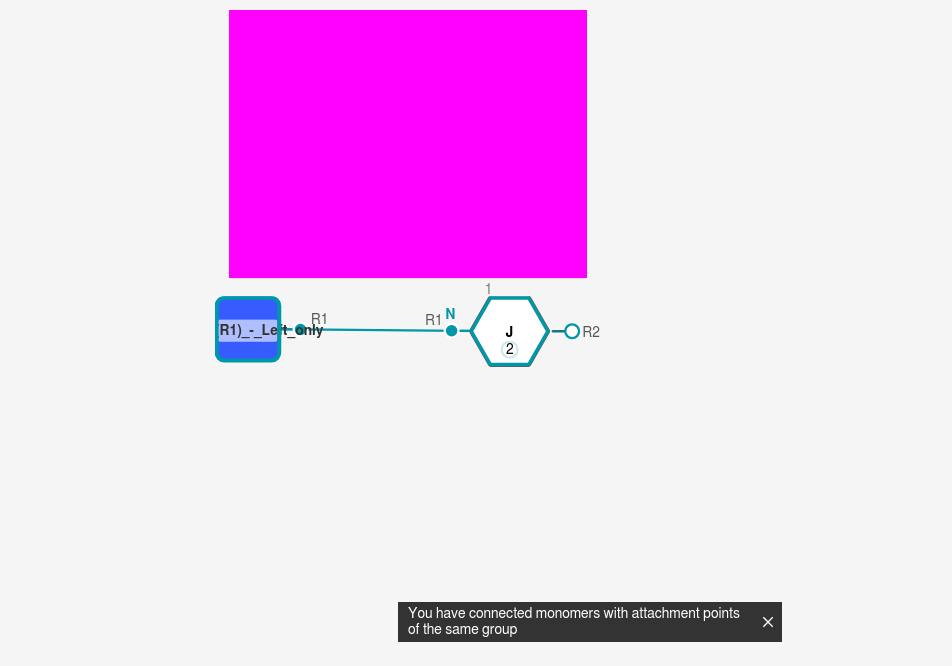 1
R1)_-_Left_only
R1
R1
N
J
2
R2
You have connected monomers with attachment points
of the same group